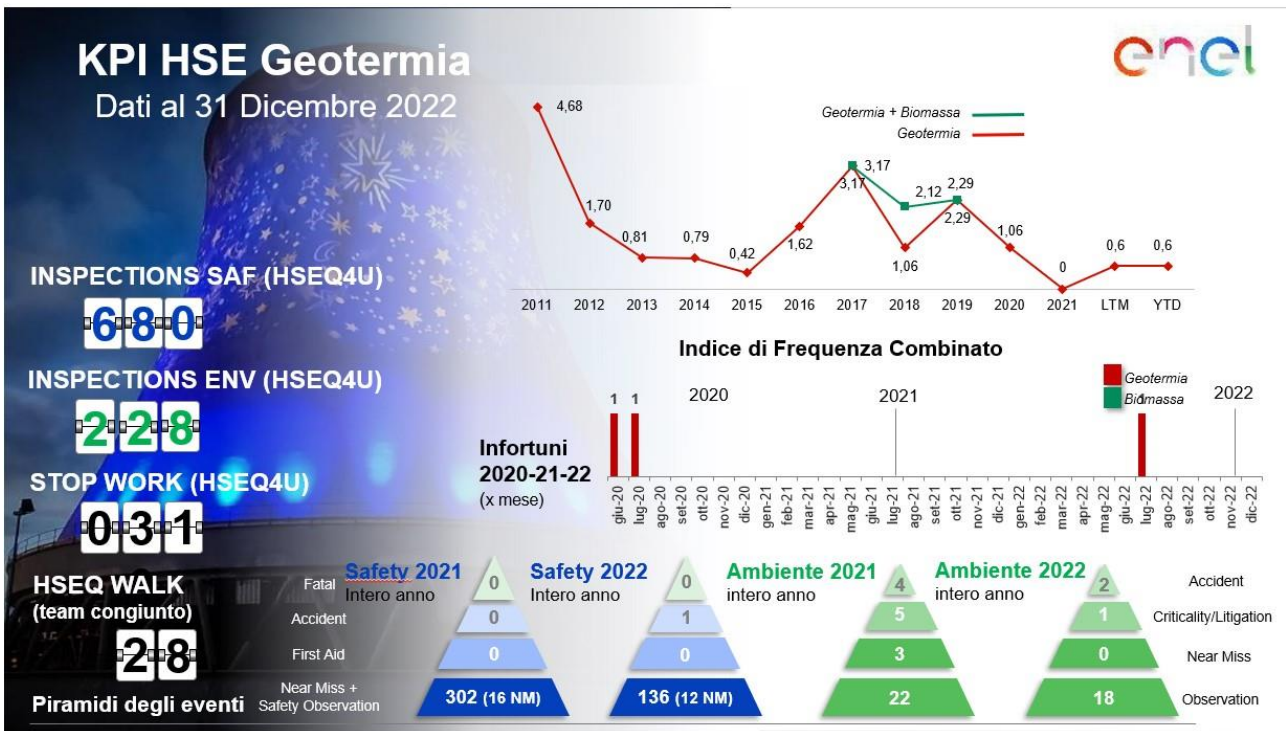 KPI HSE Geotermia
Dati al 31 Dicembre 2022
enel
INSPECTIONS SAF (HSEQ4U)
680
INSPECTIONS ENV (HSEQ4U)
228
STOP WORK (HSEQ4U)
031
HSEQ WALK
(team congiunto)
28
Piramidi degli eventi
Geotermia + Biomassa
Geotermia
4,68
1,70
0,81
0,79
0,42
1,62
3,17
3,17
2,12
1,06
2,29
2,29
1,06
0
0,6
0,6
2011 2012 2013 2014 2015 2016 2017 2018 2019 2020 2021 LTM YTD
Indice di Frequenza Combinato
Geotermia
Biomassa
2020 2021 2022
1 1 1
Infortuni
2020-21-22
(x mese)
giu-20 lug-20 ago-20 set-20 ott-20 nov-20 dic-20 gen-21 feb-21 mar-21 apr-21 mag-21 giu-21 lug-21 ago-21 set-21 ott-21 nov-21 dic-21 gen-22 feb-22 mar-22 apr-22 mag-22 giu-22 lug-22 ago-22 set-22 ott-22 nov-22 dic-22
Safety 2021
Intero anno
Safety 2022
Intero anno
Ambiente 2021
intero anno
Ambiente 2022
intero anno
Fatal 0 0 4 2 Accident
Accident 0 1 5 1 Criticality/Litigation
First Aid 0 0 3 0 Near Miss
Near Miss +
Safety Observation 302 (16 NM) 136 (12 NM) 22 18 Observation